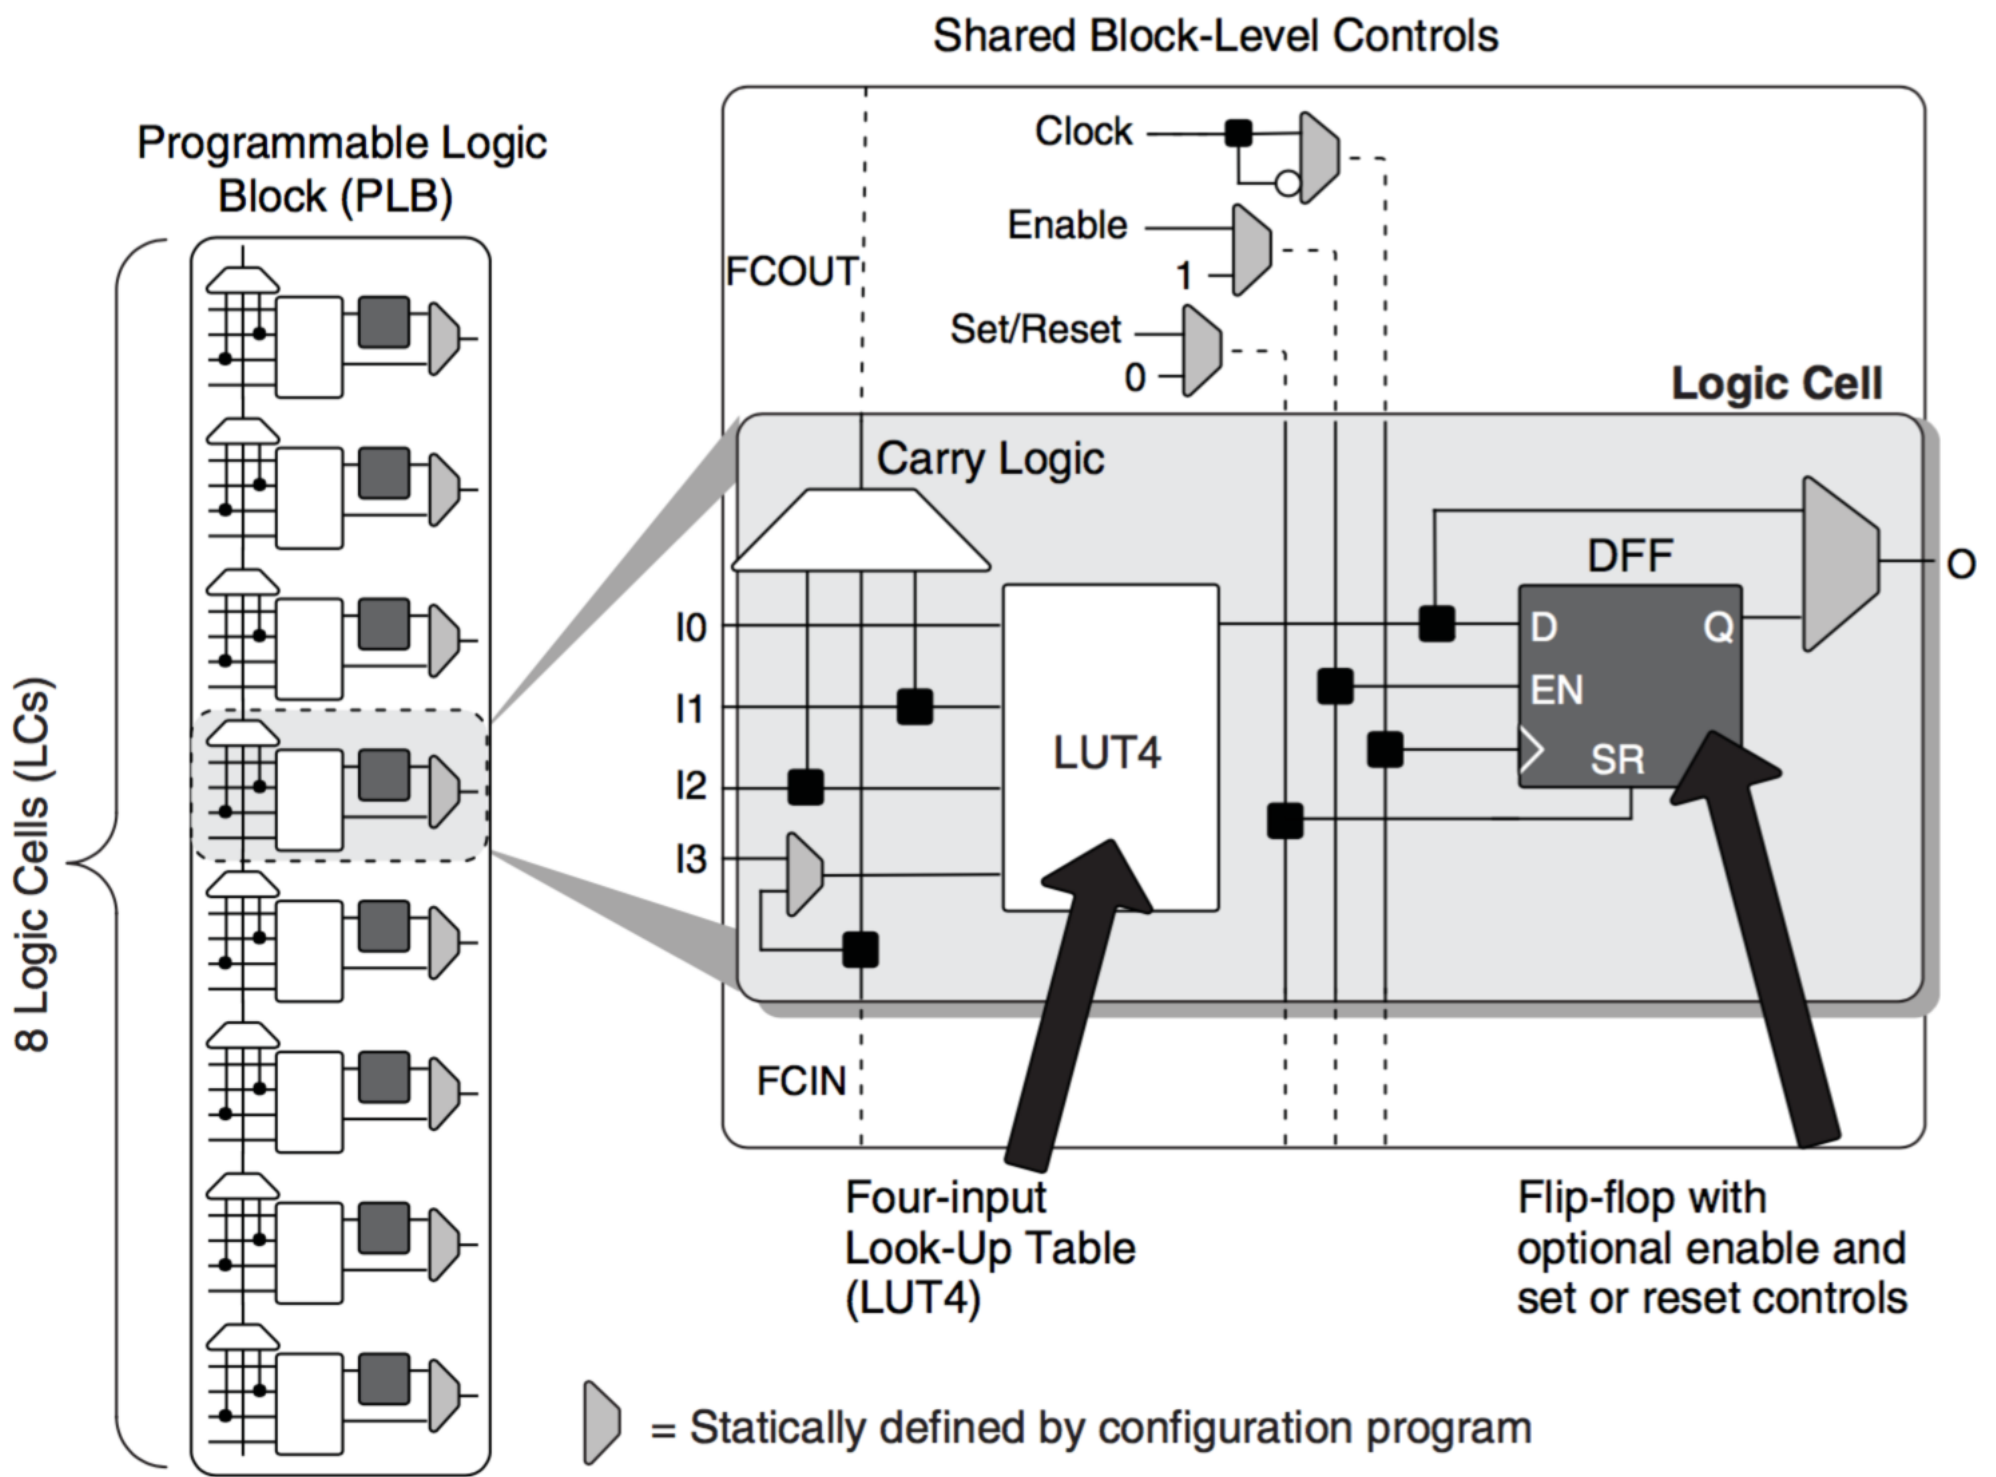 Shared Block-Level Controls
Programmable Logic
Block (PLB)
8 Logic Cells (LCs)
Clock
Enable
1
FCOUT
Set/Reset
0
Logic Cell
Carry Logic
DFF
I0
I1
I2
I3
LUT4
D
Q
EN
SR
O
FCIN
Four-input
Look-Up Table
(LUT4)
Flip-flop with
optional enable and
set or reset controls
= Statically defined by configuration program